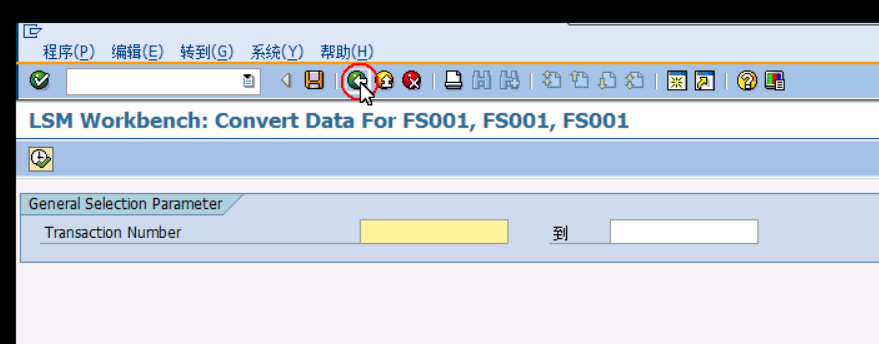 程序(P) 编辑(E) 转到(G) 系统(Y) 帮助(H)
LSM Workbench: Convert Data For FS001, FS001, FS001
General Selection Parameter
Transaction Number 到